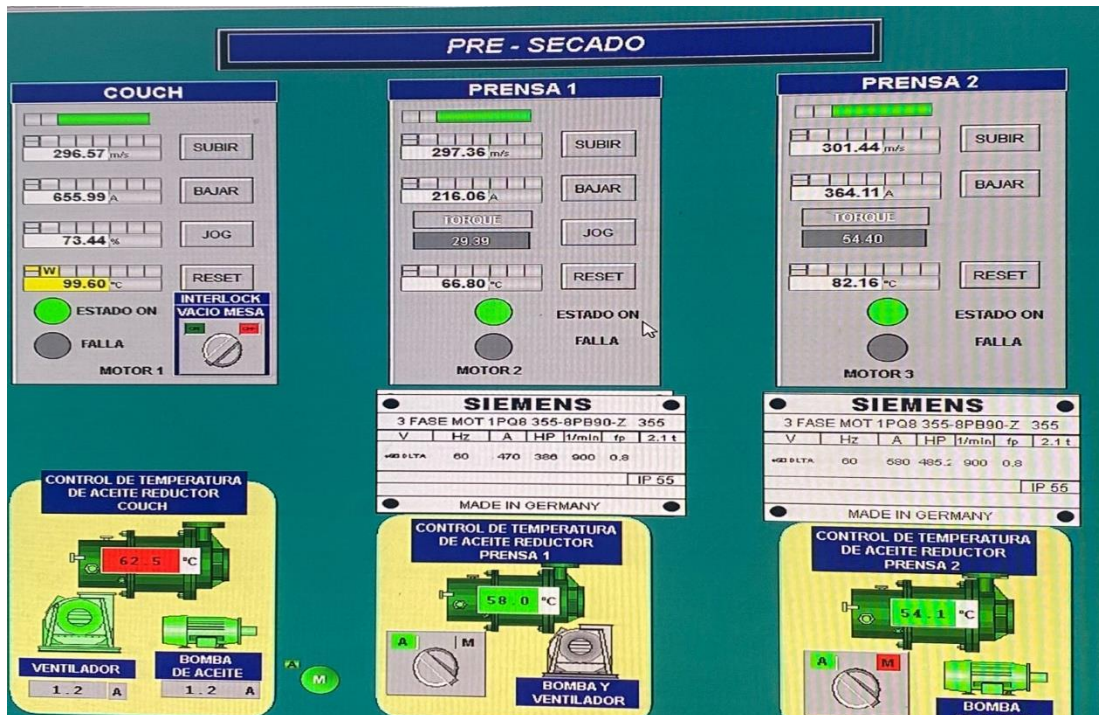 PRE - SECADO
COUCH
296.57 m/s
SUBIR
655.99 A
BAJAR
73.44 %
JOG
W
99.60 °C
RESET
ESTADO ON
FALLA
MOTOR 1
INTERLOCK
VACIO MESA
PRENSA 1
297.36 m/s
SUBIR
216.06 A
BAJAR
TORQUE
29.39
JOG
66.80 °C
RESET
ESTADO ON
FALLA
MOTOR 2
PRENSA 2
301.44 m/s
SUBIR
364.11 A
BAJAR
TORQUE
54.40
82.16 °C
RESET
ESTADO ON
FALLA
MOTOR 3
SIEMENS
3 FASE MOT 1PQ8 355-8PB90-Z 355
V Hz A HP 1/min fp 2.1 t
60 470 386 900 0.8
IP 55
MADE IN GERMANY
SIEMENS
3 FASE MOT 1PQ8 355-8PB90-Z 355
V Hz A HP 1/min fp 2.1 t
60 580 485.2 900 0.8
IP 55
MADE IN GERMANY
CONTROL DE TEMPERATURA
DE ACEITE REDUCTOR
COUCH
62.5 °C
VENTILADOR
1.2 A
BOMBA
DE ACEITE
1.2 A
A
M
CONTROL DE TEMPERATURA
DE ACEITE REDUCTOR
PRENSA 1
58.0 °C
A M
BOMBA Y
VENTILADOR
CONTROL DE TEMPERATURA
DE ACEITE REDUCTOR
PRENSA 2
54.1 °C
A M
BOMBA